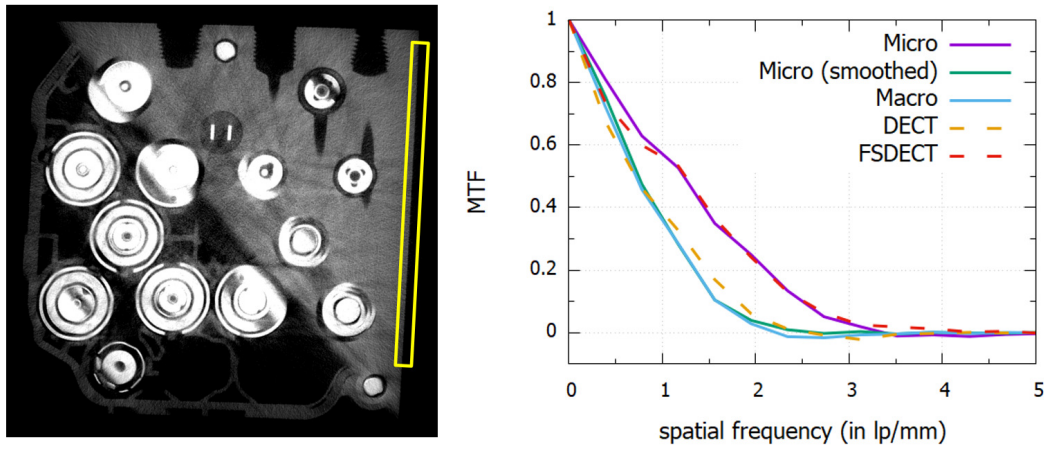 1
Micro
Micro (smoothed)
0.8
Macro
DECT
0.6
FSDECT
MTF
0.4
0.2
0
0 1 2 3 4 5
spatial frequency (in lp/mm)